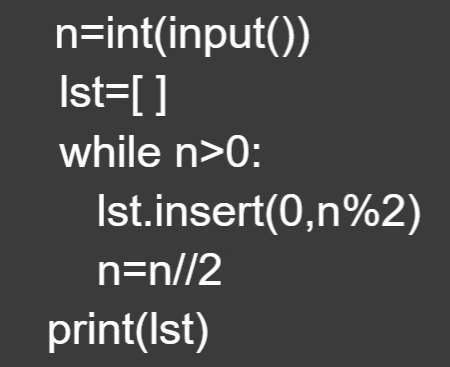 n=int(input())
lst=[ ]
while n>0:
lst.insert(0,n%2)
n=n//2
print(lst)